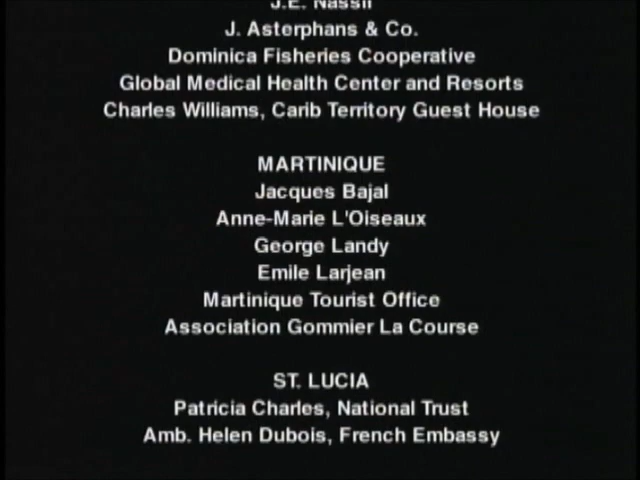 J.E. Nassif
J. Asterphans & Co.
Dominica Fisheries Cooperative
Global Medical Health Center and Resorts
Charles Williams, Carib Territory Guest House
MARTINIQUE
Jacques Bajal
Anne-Marie L'Oiseaux
George Landy
Emile Larjean
Martinique Tourist Office
Association Gommier La Course
ST. LUCIA
Patricia Charles, National Trust
Amb. Helen Dubois, French Embassy